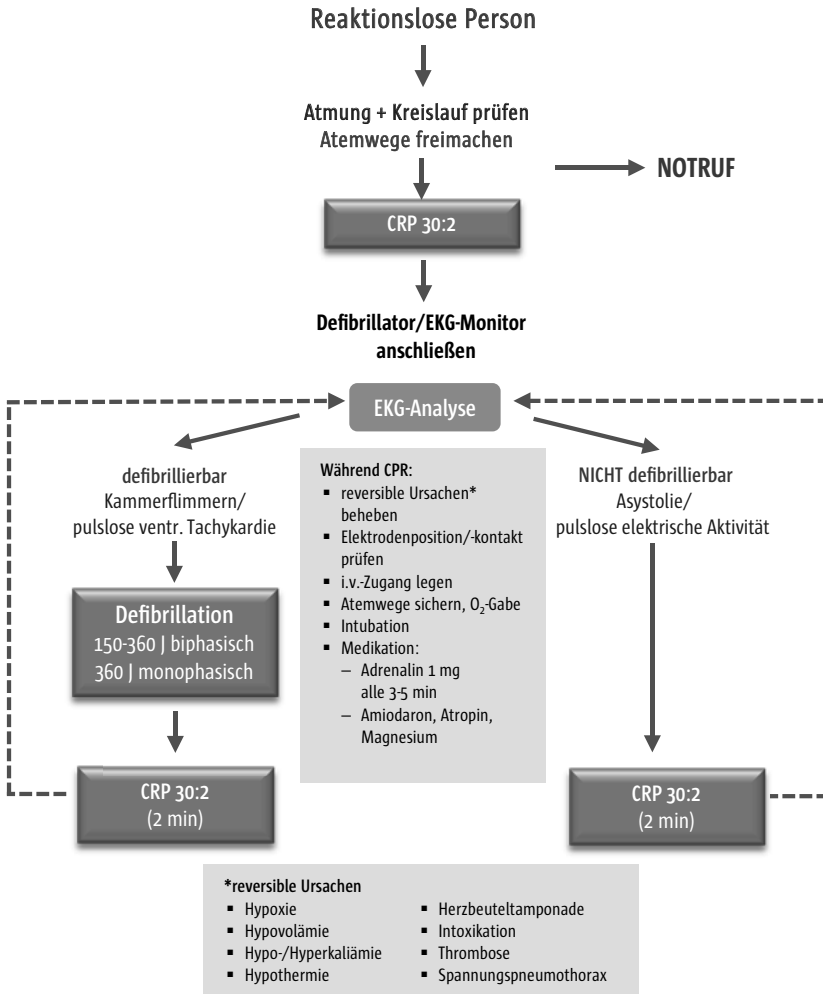 Reaktionslose Person
Atmung + Kreislauf prüfen
Atemwege freimachen
NOTRUF
CRP 30:2
Defibrillator/EKG-Monitor
anschließen
EKG-Analyse
defibrillierbar
Kammerflimmern/
pulslose ventr. Tachykardie
Defibrillation
150-360 J biphasisch
360 J monophasisch
CRP 30:2
(2 min)
Während CPR:
▪ reversible Ursachen*
beheben
▪ Elektrodenposition/-kontakt
prüfen
▪ i.v.-Zugang legen
▪ Atemwege sichern, O₂-Gabe
▪ Intubation
▪ Medikation:
– Adrenalin 1 mg
alle 3-5 min
– Amiodaron, Atropin,
Magnesium
NICHT defibrillierbar
Asystolie/
pulslose elektrische Aktivität
CRP 30:2
(2 min)
*reversible Ursachen
▪ Hypoxie
▪ Hypovolämie
▪ Hypo-/Hyperkaliämie
▪ Hypothermie
▪ Herzbeuteltamponade
▪ Intoxikation
▪ Thrombose
▪ Spannungspneumothorax